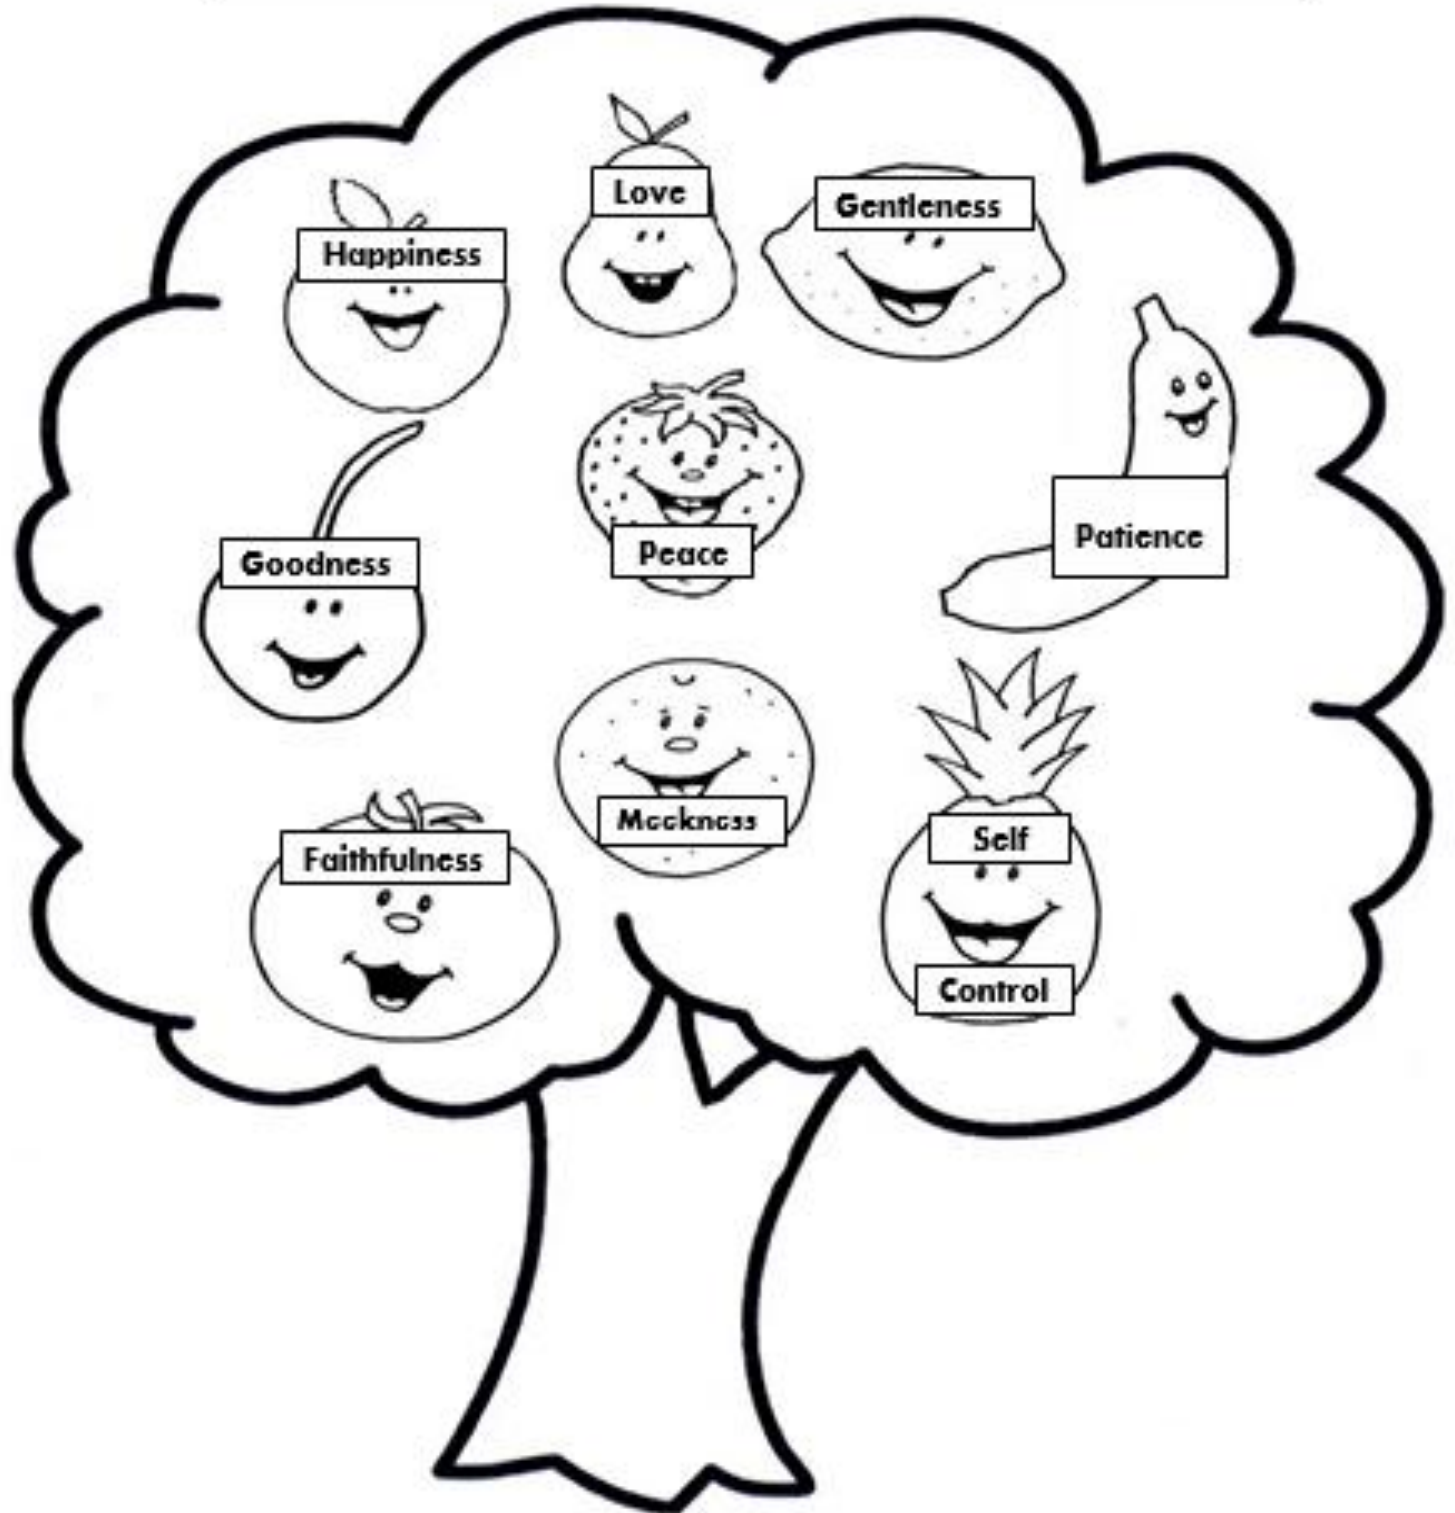 Love
Gentleness
Happiness
Patience
Peace
Goodness
Meekness
Self
Faithfulness
Control